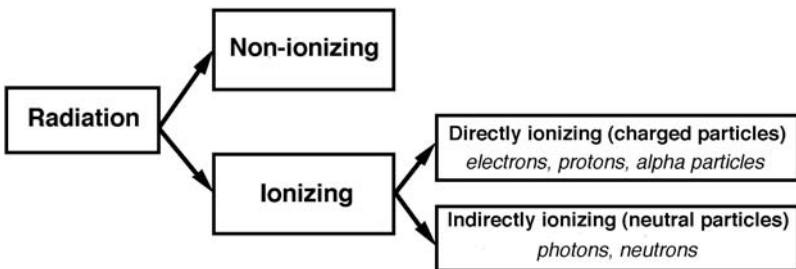 Non-ionizing
Radiation
Ionizing
Directly ionizing (charged particles)
electrons, protons, alpha particles
Indirectly ionizing (neutral particles)
photons, neutrons